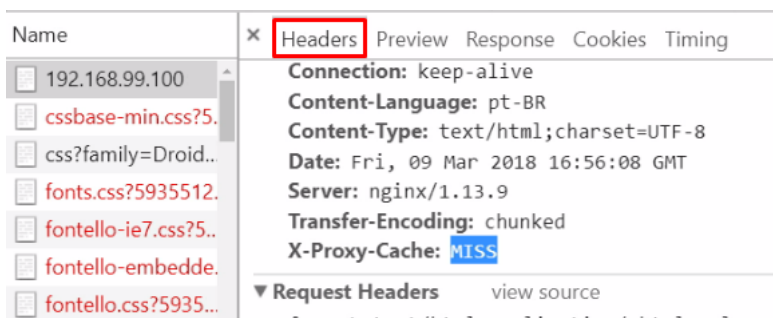 Name
× Headers Preview Response Cookies Timing
192.168.99.100
cssbase-min.css?5.
css?family=Droid...
fonts.css?5935512.
fontello-ie7.css?5..
fontello-embedde.
fontello.css?5935...
Connection: keep-alive
Content-Language: pt-BR
Content-Type: text/html;charset=UTF-8
Date: Fri, 09 Mar 2018 16:56:08 GMT
Server: nginx/1.13.9
Transfer-Encoding: chunked
X-Proxy-Cache: MISS
▼ Request Headers view source